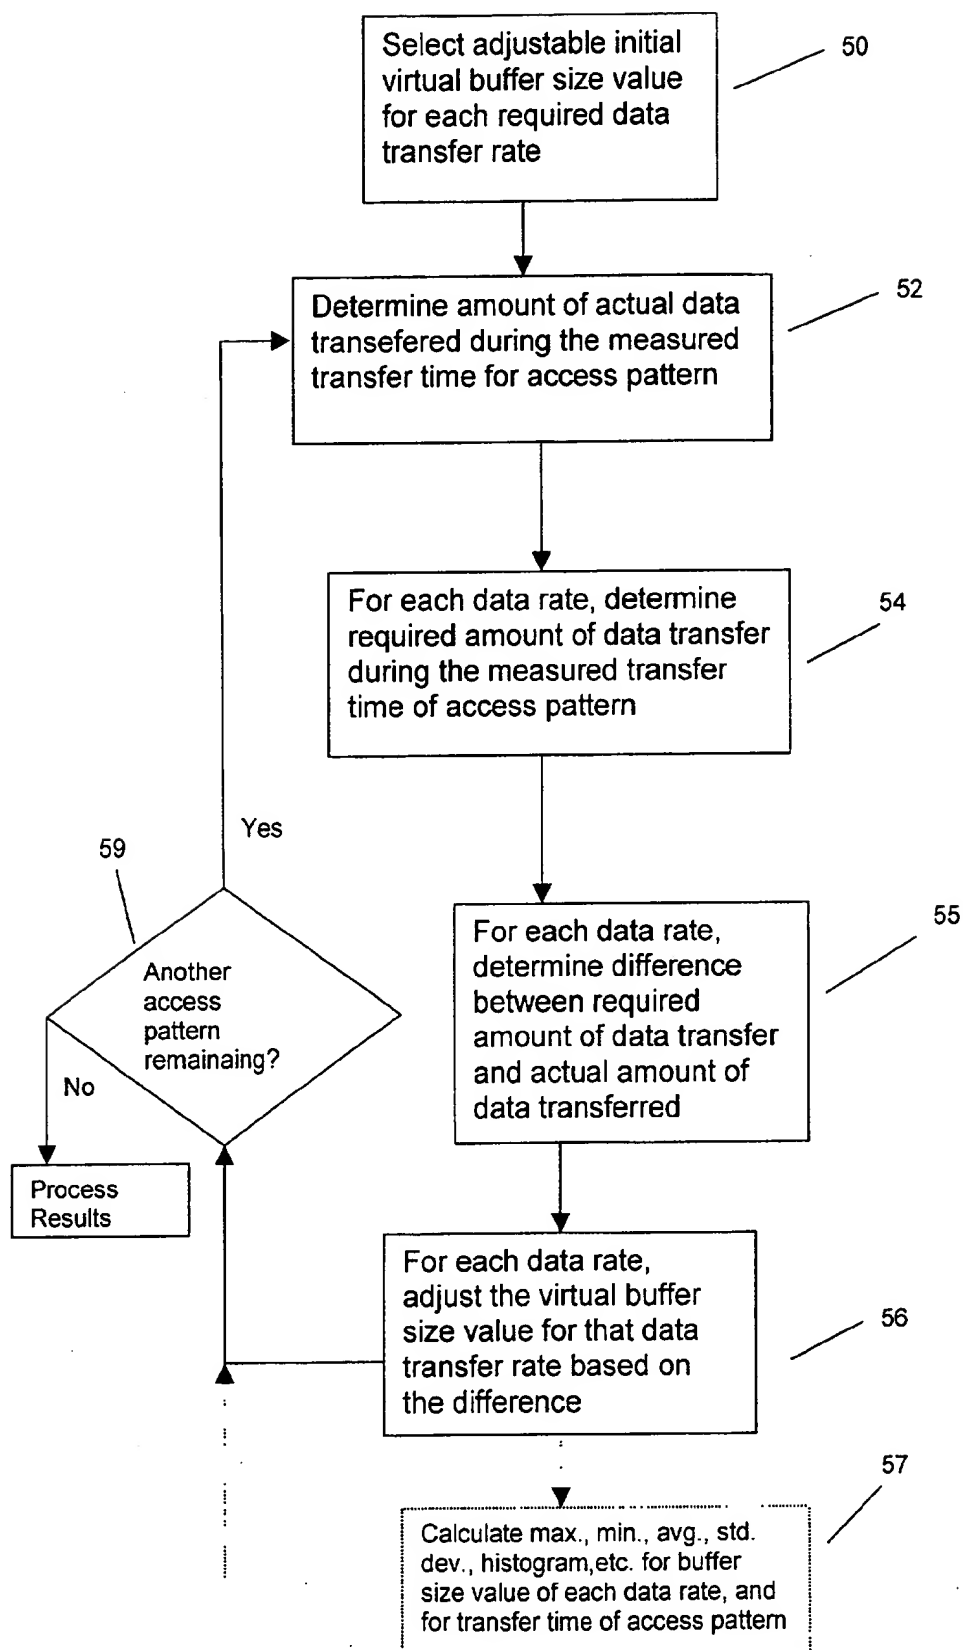 Select adjustable initial
virtual buffer size value
for each required data
transfer rate
50
Determine amount of actual data
transefered during the measured
transfer time for access pattern
52
For each data rate, determine
required amount of data transfer
during the measured transfer
time of access pattern
54
Yes
59
Another
access
pattern
remainaing?
No
Process
Results
For each data rate,
determine difference
between required
amount of data transfer
and actual amount of
data transferred
55
For each data rate,
adjust the virtual buffer
size value for that data
transfer rate based on
the difference
56
57
Calculate max., min., avg., std.
dev., histogram,etc. for buffer
size value of each data rate, and
for transfer time of access pattern